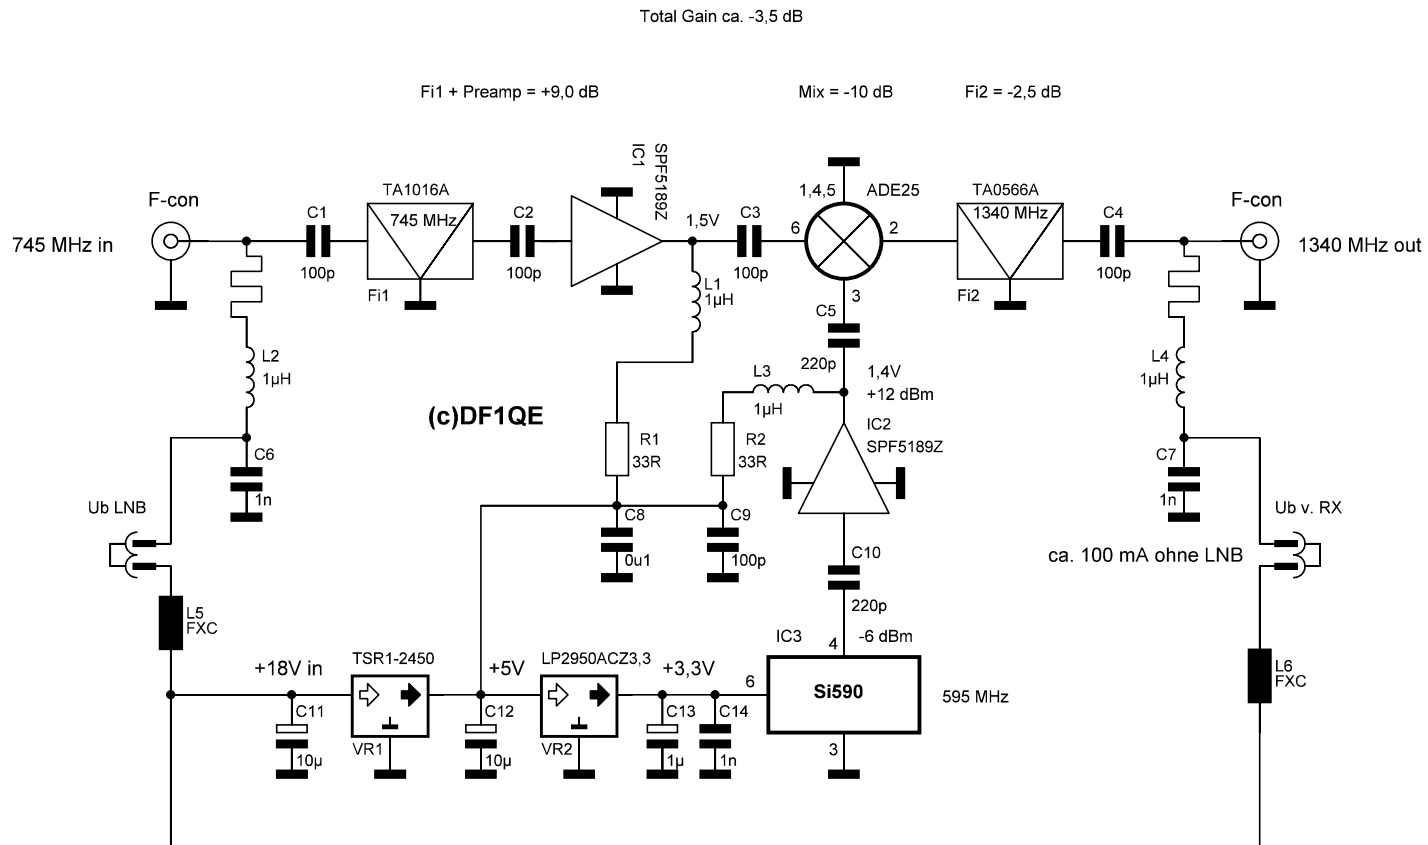 Total Gain ca. -3,5 dB
Fi1 + Preamp = +9,0 dB
Mix = -10 dB
Fi2 = -2,5 dB
IC1
SPF5189Z
TA1016A
1,4,5
ADE25
TA0566A
F-con
F-con
C1
745 MHz
C2
1,5V
C3
1340 MHz
C4
745 MHz in
6
2
1340 MHz out
100p
100p
100p
100p
Fi1
L1
1µH
3
Fi2
C5
L2
1µH
220p
L3
1µH
1,4V
+12 dBm
L4
1µH
(c)DF1QE
IC2
SPF5189Z
R1
33R
R2
33R
C6
1n
C7
1n
Ub LNB
C8
0u1
C9
100p
Ub v. RX
C10
ca. 100 mA ohne LNB
220p
L5
FXC
IC3
4
-6 dBm
+18V in
TSR1-2450
+5V
LP2950ACZ3,3
+3,3V
L6
FXC
6
Si590
595 MHz
C11
C12
C13
C14
VR1
VR2
3
10µ
10µ
1µ
1n